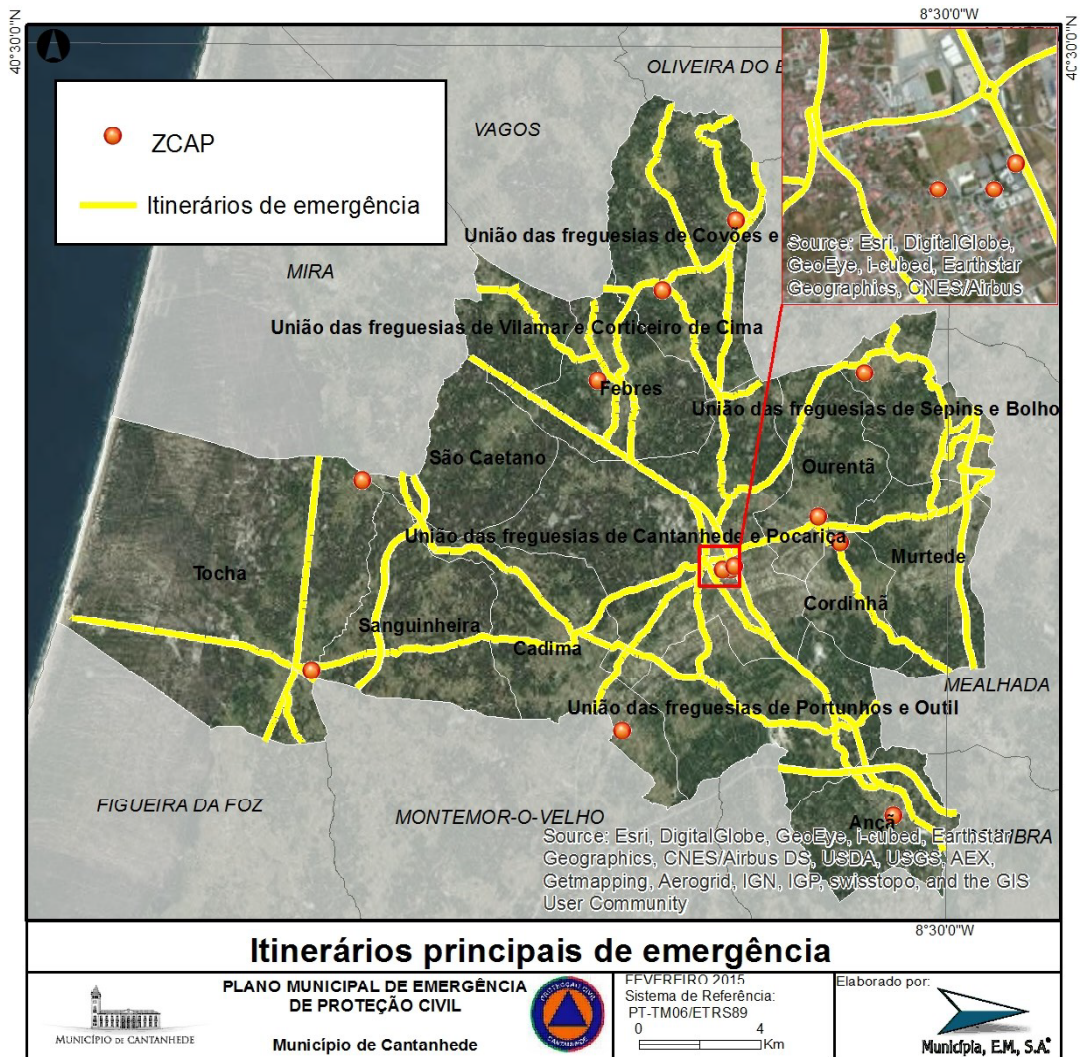 8°30'0"W
40°30'0"N
40°30'0"N
OLIVEIRA DO B
VAGOS
ZCAP
Itinerários de emergência
Source: Esri, DigitalGlobe,
GeoEye, i-cubed, Earthstar
Geographics, CNES/Airbus
União das freguesias de Covões e
MIRA
União das freguesias de Vilamar e Corticeiro de Cima
Febres
União das freguesias de Sepins e Bolho
São Caetano
Ourentã
União das freguesias de Cantanhede e Pocariça
Murtede
Tocha
Cordinhã
Sanguinheira
Cadima
MEALHADA
União das freguesias de Portunhos e Outil
FIGUEIRA DA FOZ
MONTEMOR-O-VELHO
Ançã
IBRA
Source: Esri, DigitalGlobe, GeoEye, i-cubed, Earthstar
Geographics, CNES/Airbus DS, USDA, USGS, AEX,
Getmapping, Aerogrid, IGN, IGP, swisstopo, and the GIS
User Community
8°30'0"W
Itinerários principais de emergência
MUNICÍPIO DE CANTANHEDE
PLANO MUNICIPAL DE EMERGÊNCIA
DE PROTEÇÃO CIVIL
Município de Cantanhede
PROTECÇÃO CIVIL
CANTANHEDE
FEVEREIRO 2015
Sistema de Referência:
PT-TM06/ETRS89
0 4
Km
Elaborado por:
Municípia, E.M., S.A.